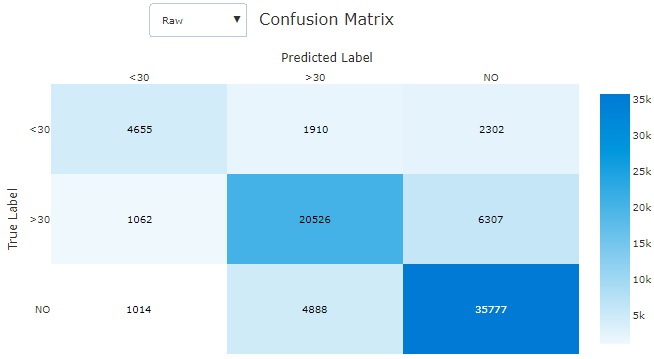 Raw ▼ Confusion Matrix
Predicted Label
<30 >30 NO
True Label
<30 4655 1910 2302
>30 1062 20526 6307
NO 1014 4888 35777
35k
30k
25k
20k
15k
10k
5k